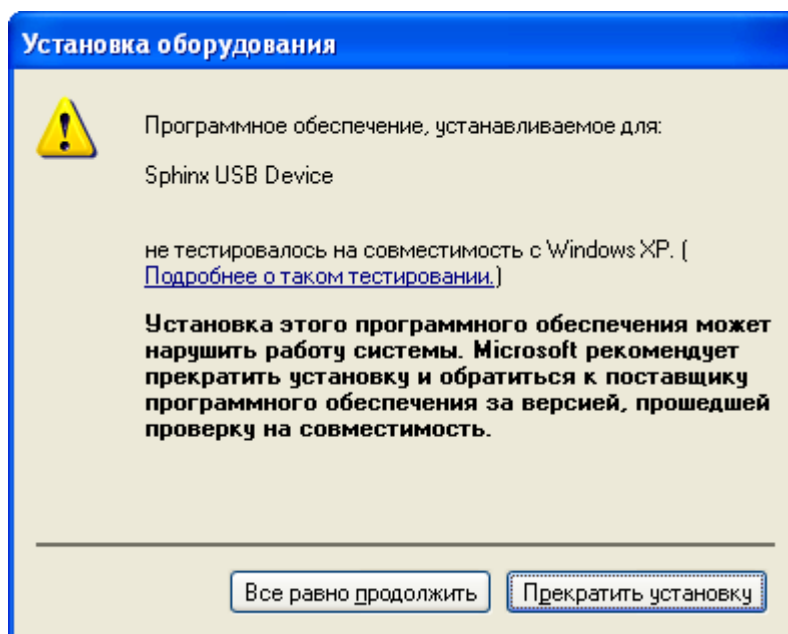 Установка оборудования
Программное обеспечение, устанавливаемое для:
Sphinx USB Device
не тестировалось на совместимость с Windows XP. (
Подробнее о таком тестировании.)
Установка этого программного обеспечения может
нарушить работу системы. Microsoft рекомендует
прекратить установку и обратиться к поставщику
программного обеспечения за версией, прошедшей
проверку на совместимость.
Все равно продолжить
Прекратить установку